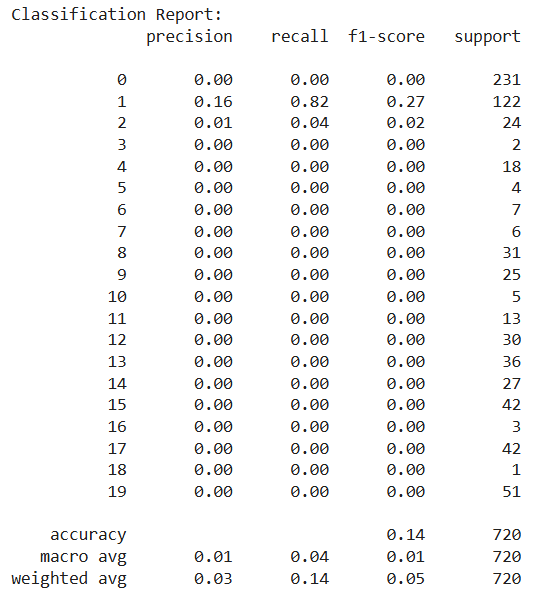 Classification Report:
precision recall f1-score support
0 0.00 0.00 0.00 231
1 0.16 0.82 0.27 122
2 0.01 0.04 0.02 24
3 0.00 0.00 0.00 2
4 0.00 0.00 0.00 18
5 0.00 0.00 0.00 4
6 0.00 0.00 0.00 7
7 0.00 0.00 0.00 6
8 0.00 0.00 0.00 31
9 0.00 0.00 0.00 25
10 0.00 0.00 0.00 5
11 0.00 0.00 0.00 13
12 0.00 0.00 0.00 30
13 0.00 0.00 0.00 36
14 0.00 0.00 0.00 27
15 0.00 0.00 0.00 42
16 0.00 0.00 0.00 3
17 0.00 0.00 0.00 42
18 0.00 0.00 0.00 1
19 0.00 0.00 0.00 51
accuracy 0.14 720
macro avg 0.01 0.04 0.01 720
weighted avg 0.03 0.14 0.05 720